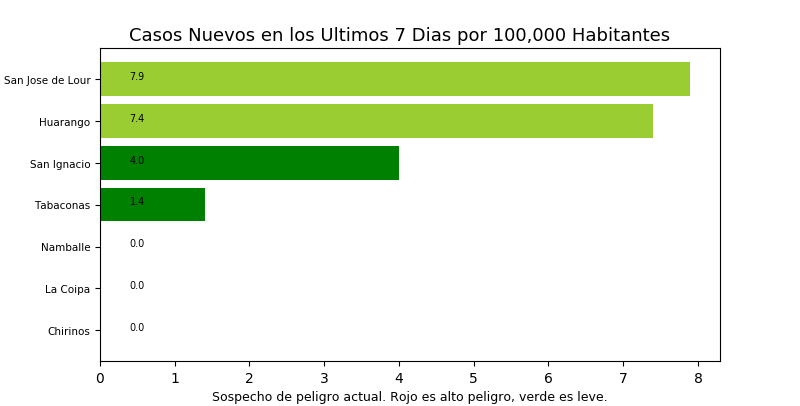 Casos Nuevos en los Ultimos 7 Dias por 100,000 Habitantes
San Jose de Lour 7.9
Huarango 7.4
San Ignacio 4.0
Tabaconas 1.4
Namballe 0.0
La Coipa 0.0
Chirinos 0.0
0 1 2 3 4 5 6 7 8
Sospecho de peligro actual. Rojo es alto peligro, verde es leve.